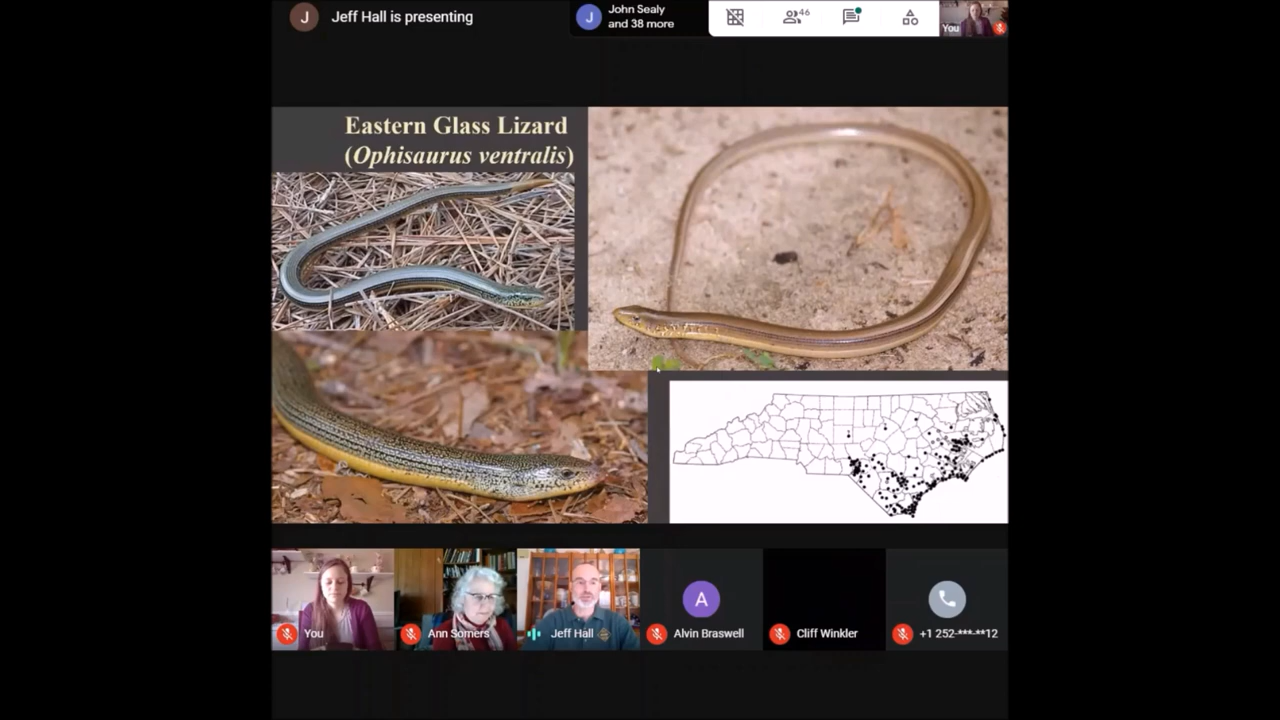 J
Jeff Hall is presenting
J
John Sealy
and 38 more
46
You
Eastern Glass Lizard
(Ophisaurus ventralis)
You
Ann Somers
Jeff Hall
A
Alvin Braswell
Cliff Winkler
+1 252-***-**12